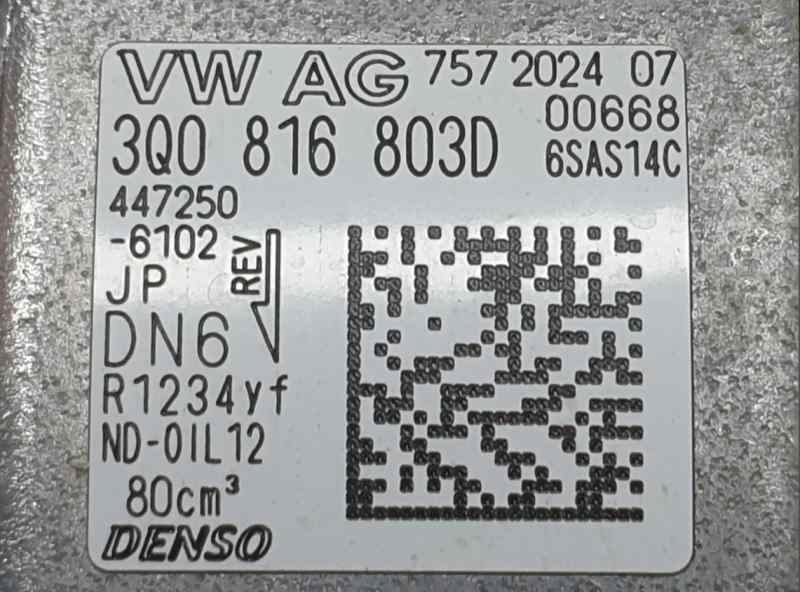 VW AG 757 2024 07
00668
3Q0 816 803D 6SAS14C
447250
-6102
REV
JP
DN6
R1234yf
ND-OIL12
80cm³
DENSO